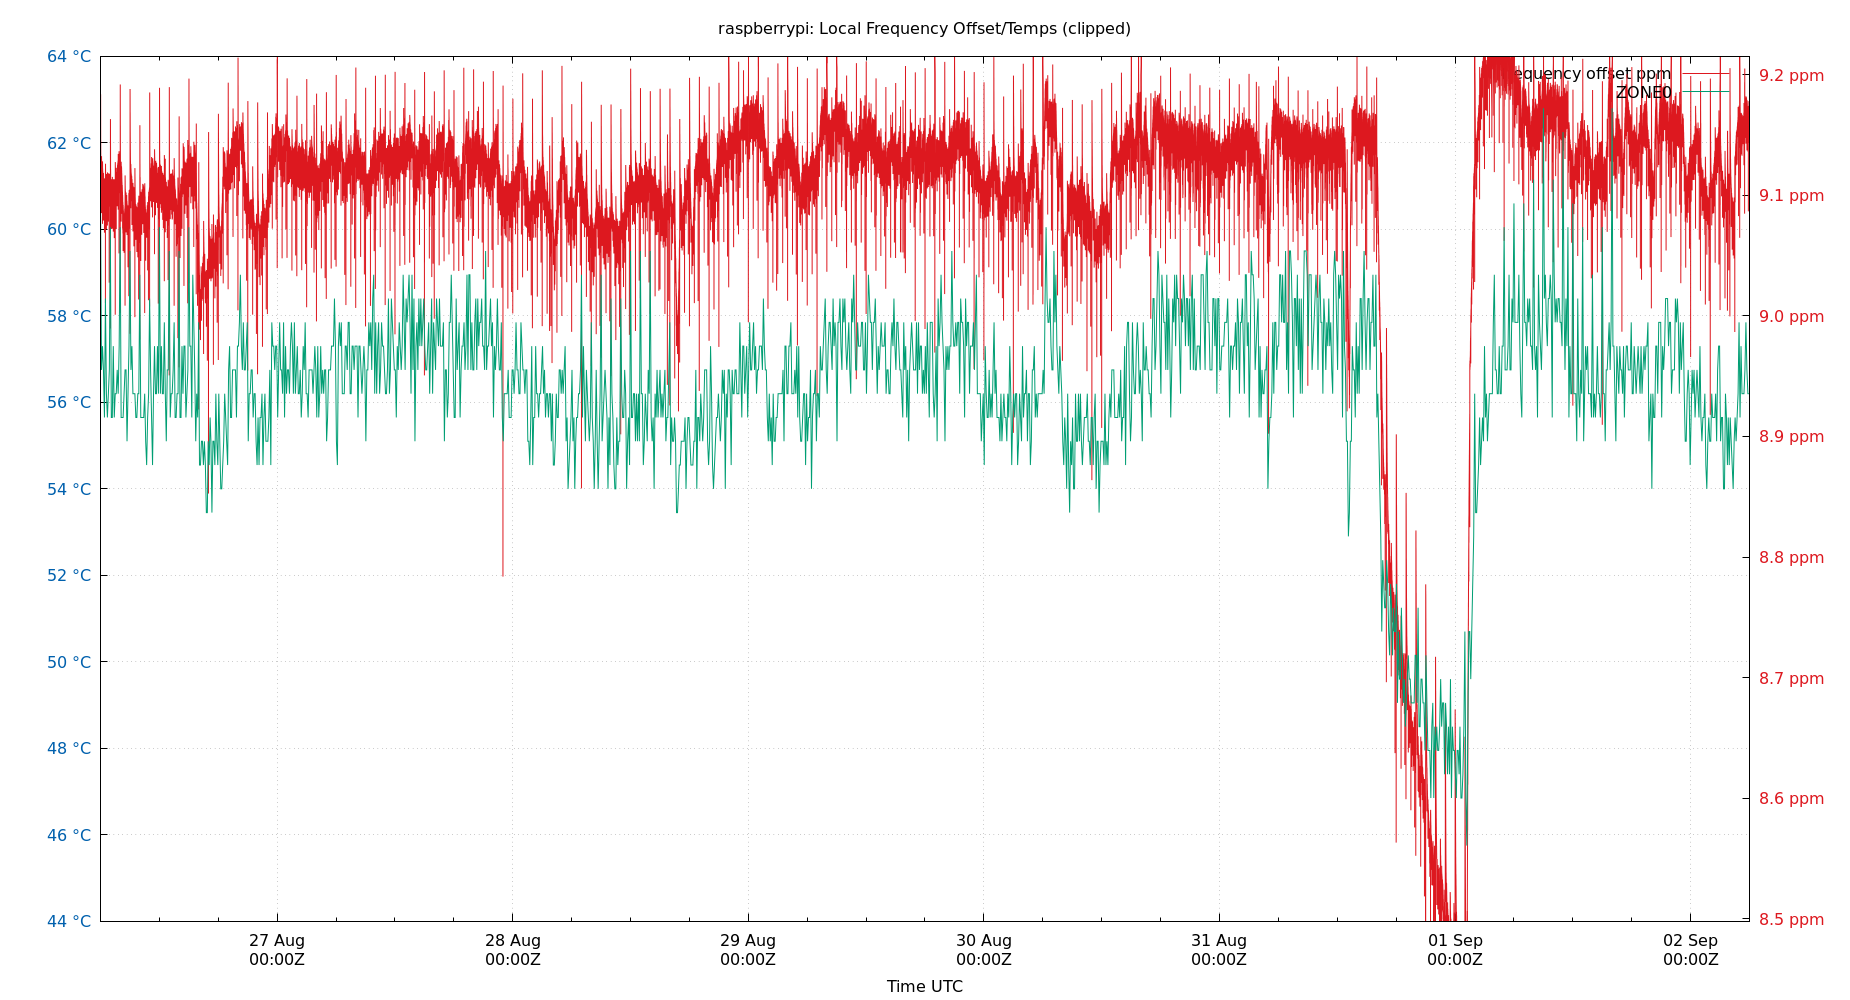 raspberrypi: Local Frequency Offset/Temps (clipped)
64 °C
62 °C
60 °C
58 °C
56 °C
54 °C
52 °C
50 °C
48 °C
46 °C
44 °C
equency offset ppm
ZONE0
9.2 ppm
9.1 ppm
9.0 ppm
8.9 ppm
8.8 ppm
8.7 ppm
8.6 ppm
8.5 ppm
27 Aug
00:00Z
28 Aug
00:00Z
29 Aug
00:00Z
30 Aug
00:00Z
31 Aug
00:00Z
01 Sep
00:00Z
02 Sep
00:00Z
Time UTC